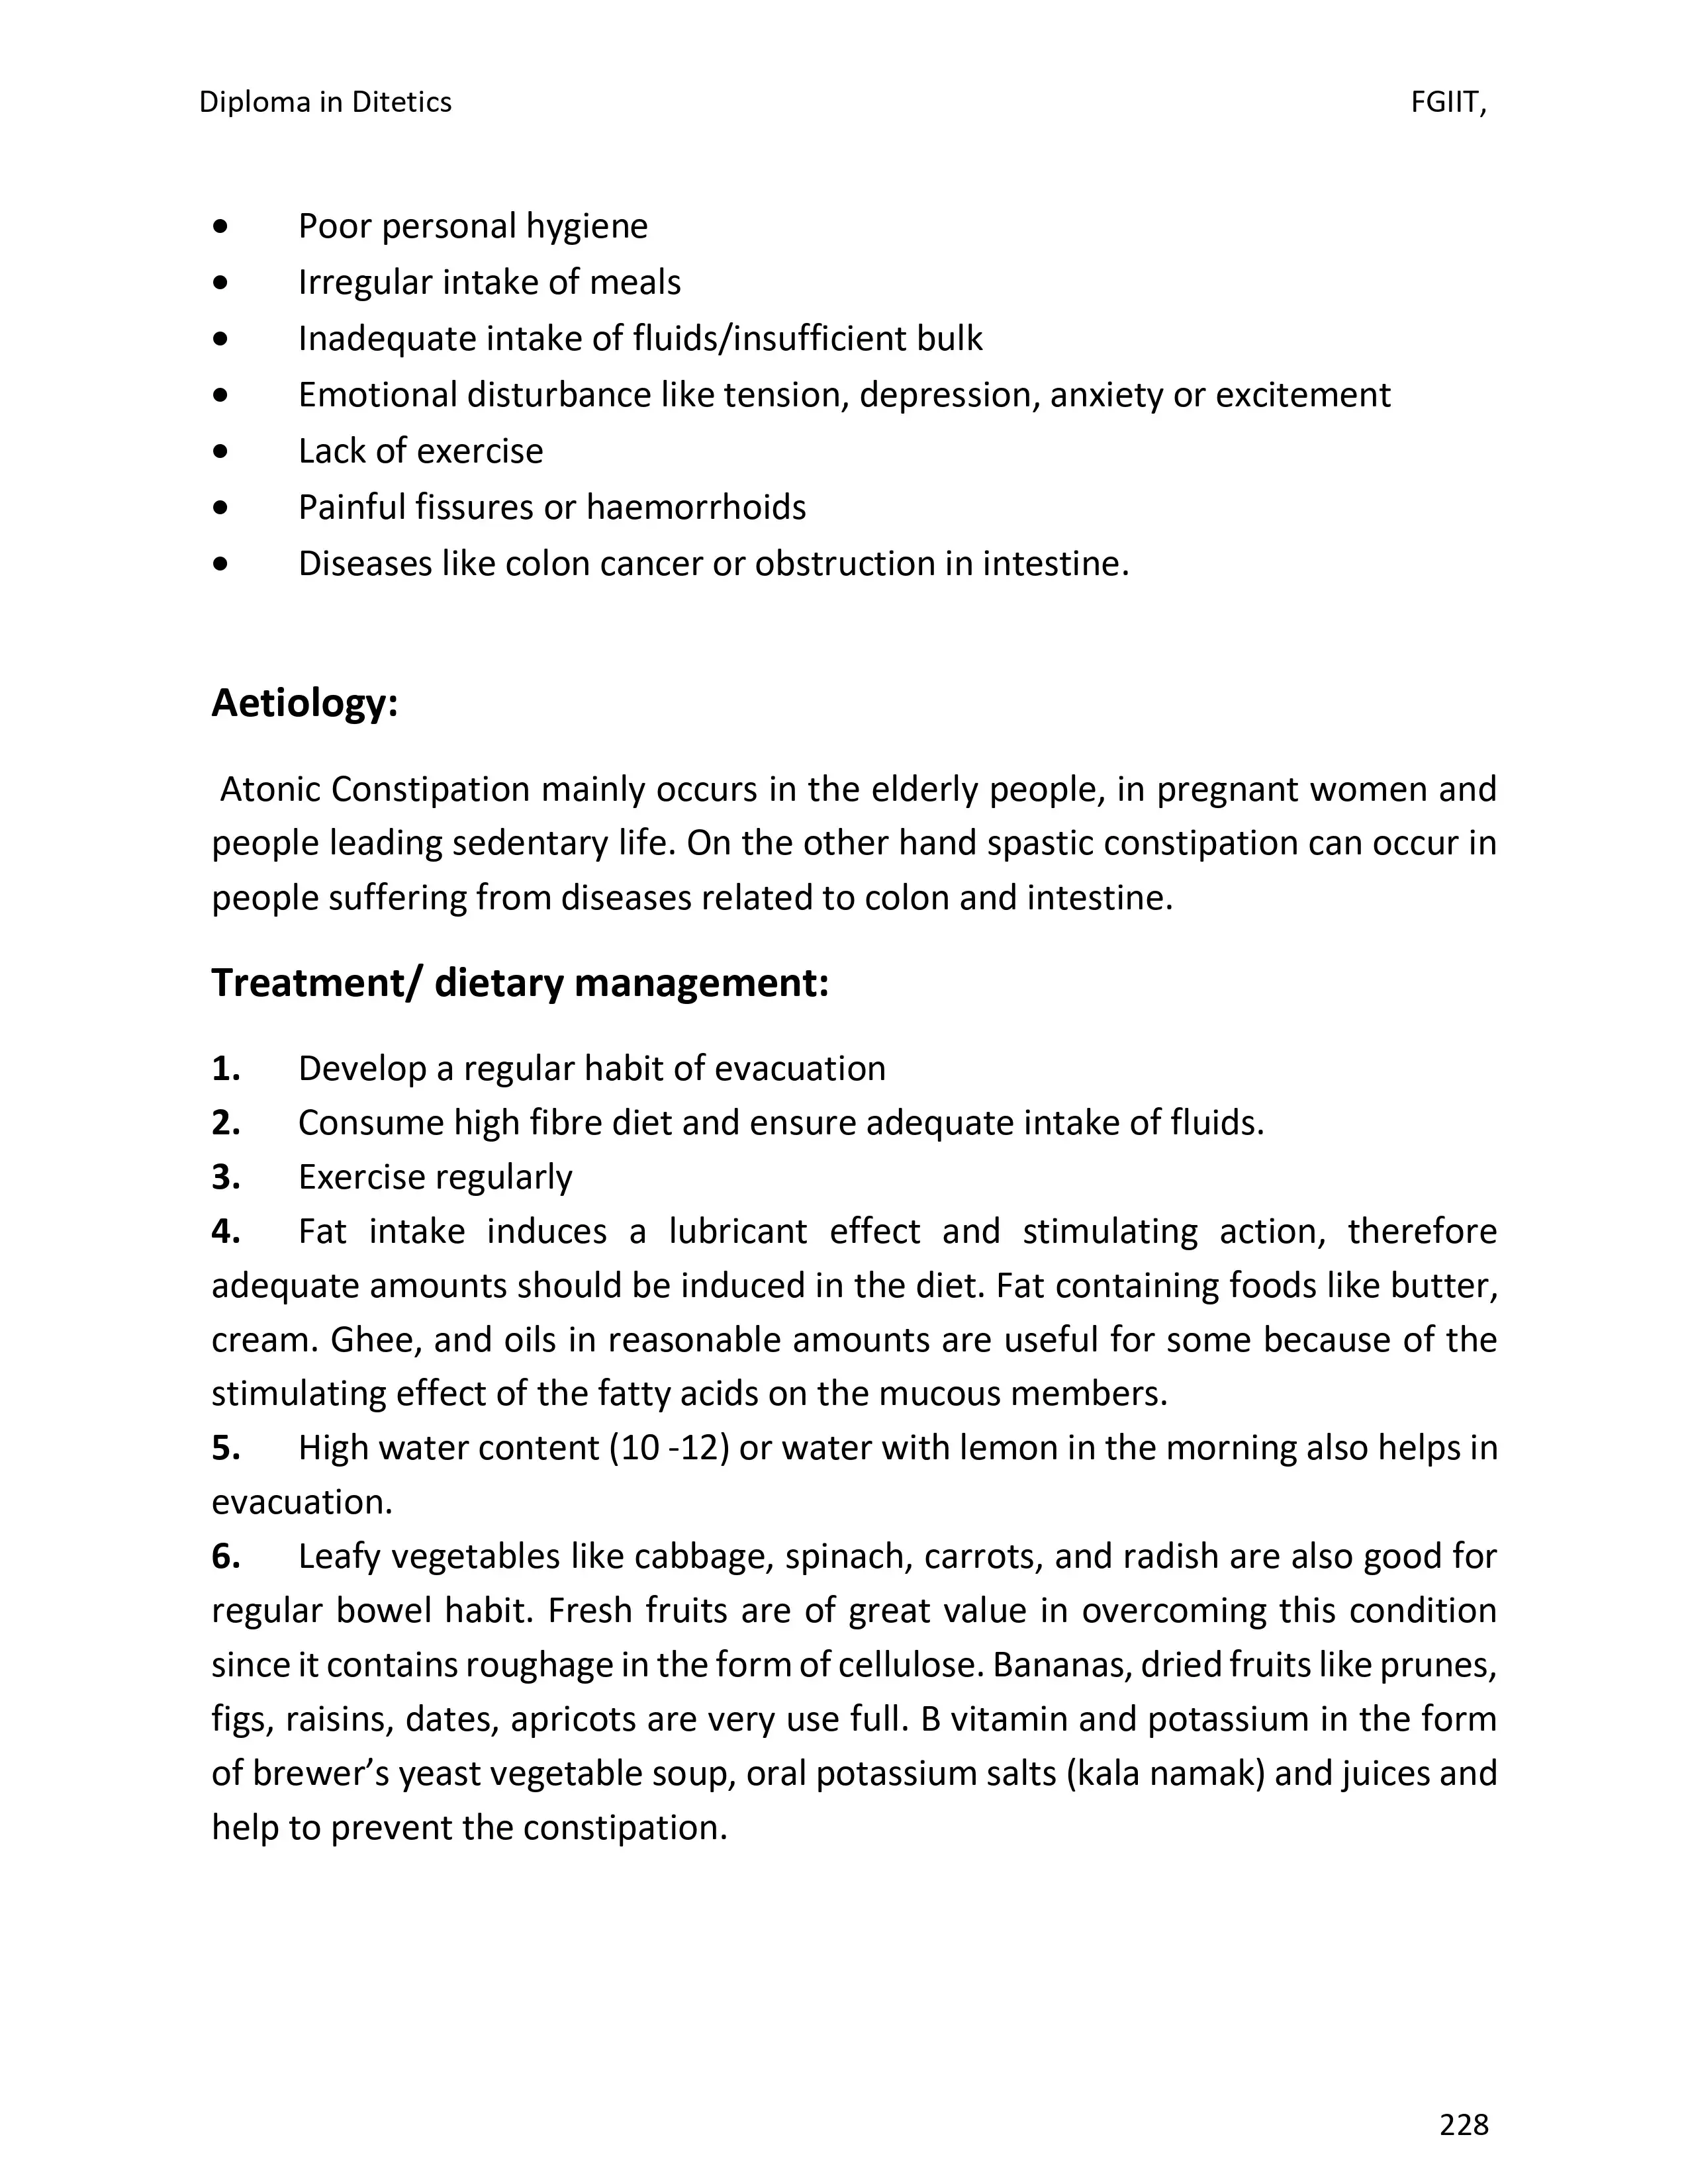 Diploma in Ditetics FGIIT,
• Poor personal hygiene
• Irregular intake of meals
• Inadequate intake of fluids/insufficient bulk
• Emotional disturbance like tension, depression, anxiety or excitement
• Lack of exercise
• Painful fissures or haemorrhoids
• Diseases like colon cancer or obstruction in intestine.
Aetiology:
Atonic Constipation mainly occurs in the elderly people, in pregnant women and
people leading sedentary life. On the other hand spastic constipation can occur in
people suffering from diseases related to colon and intestine.
Treatment/ dietary management:
1. Develop a regular habit of evacuation
2. Consume high fibre diet and ensure adequate intake of fluids.
3. Exercise regularly
4. Fat intake induces a lubricant effect and stimulating action, therefore
adequate amounts should be induced in the diet. Fat containing foods like butter,
cream. Ghee, and oils in reasonable amounts are useful for some because of the
stimulating effect of the fatty acids on the mucous members.
5. High water content (10 -12) or water with lemon in the morning also helps in
evacuation.
6. Leafy vegetables like cabbage, spinach, carrots, and radish are also good for
regular bowel habit. Fresh fruits are of great value in overcoming this condition
since it contains roughage in the form of cellulose. Bananas, dried fruits like prunes,
figs, raisins, dates, apricots are very use full. B vitamin and potassium in the form
of brewer’s yeast vegetable soup, oral potassium salts (kala namak) and juices and
help to prevent the constipation.
228